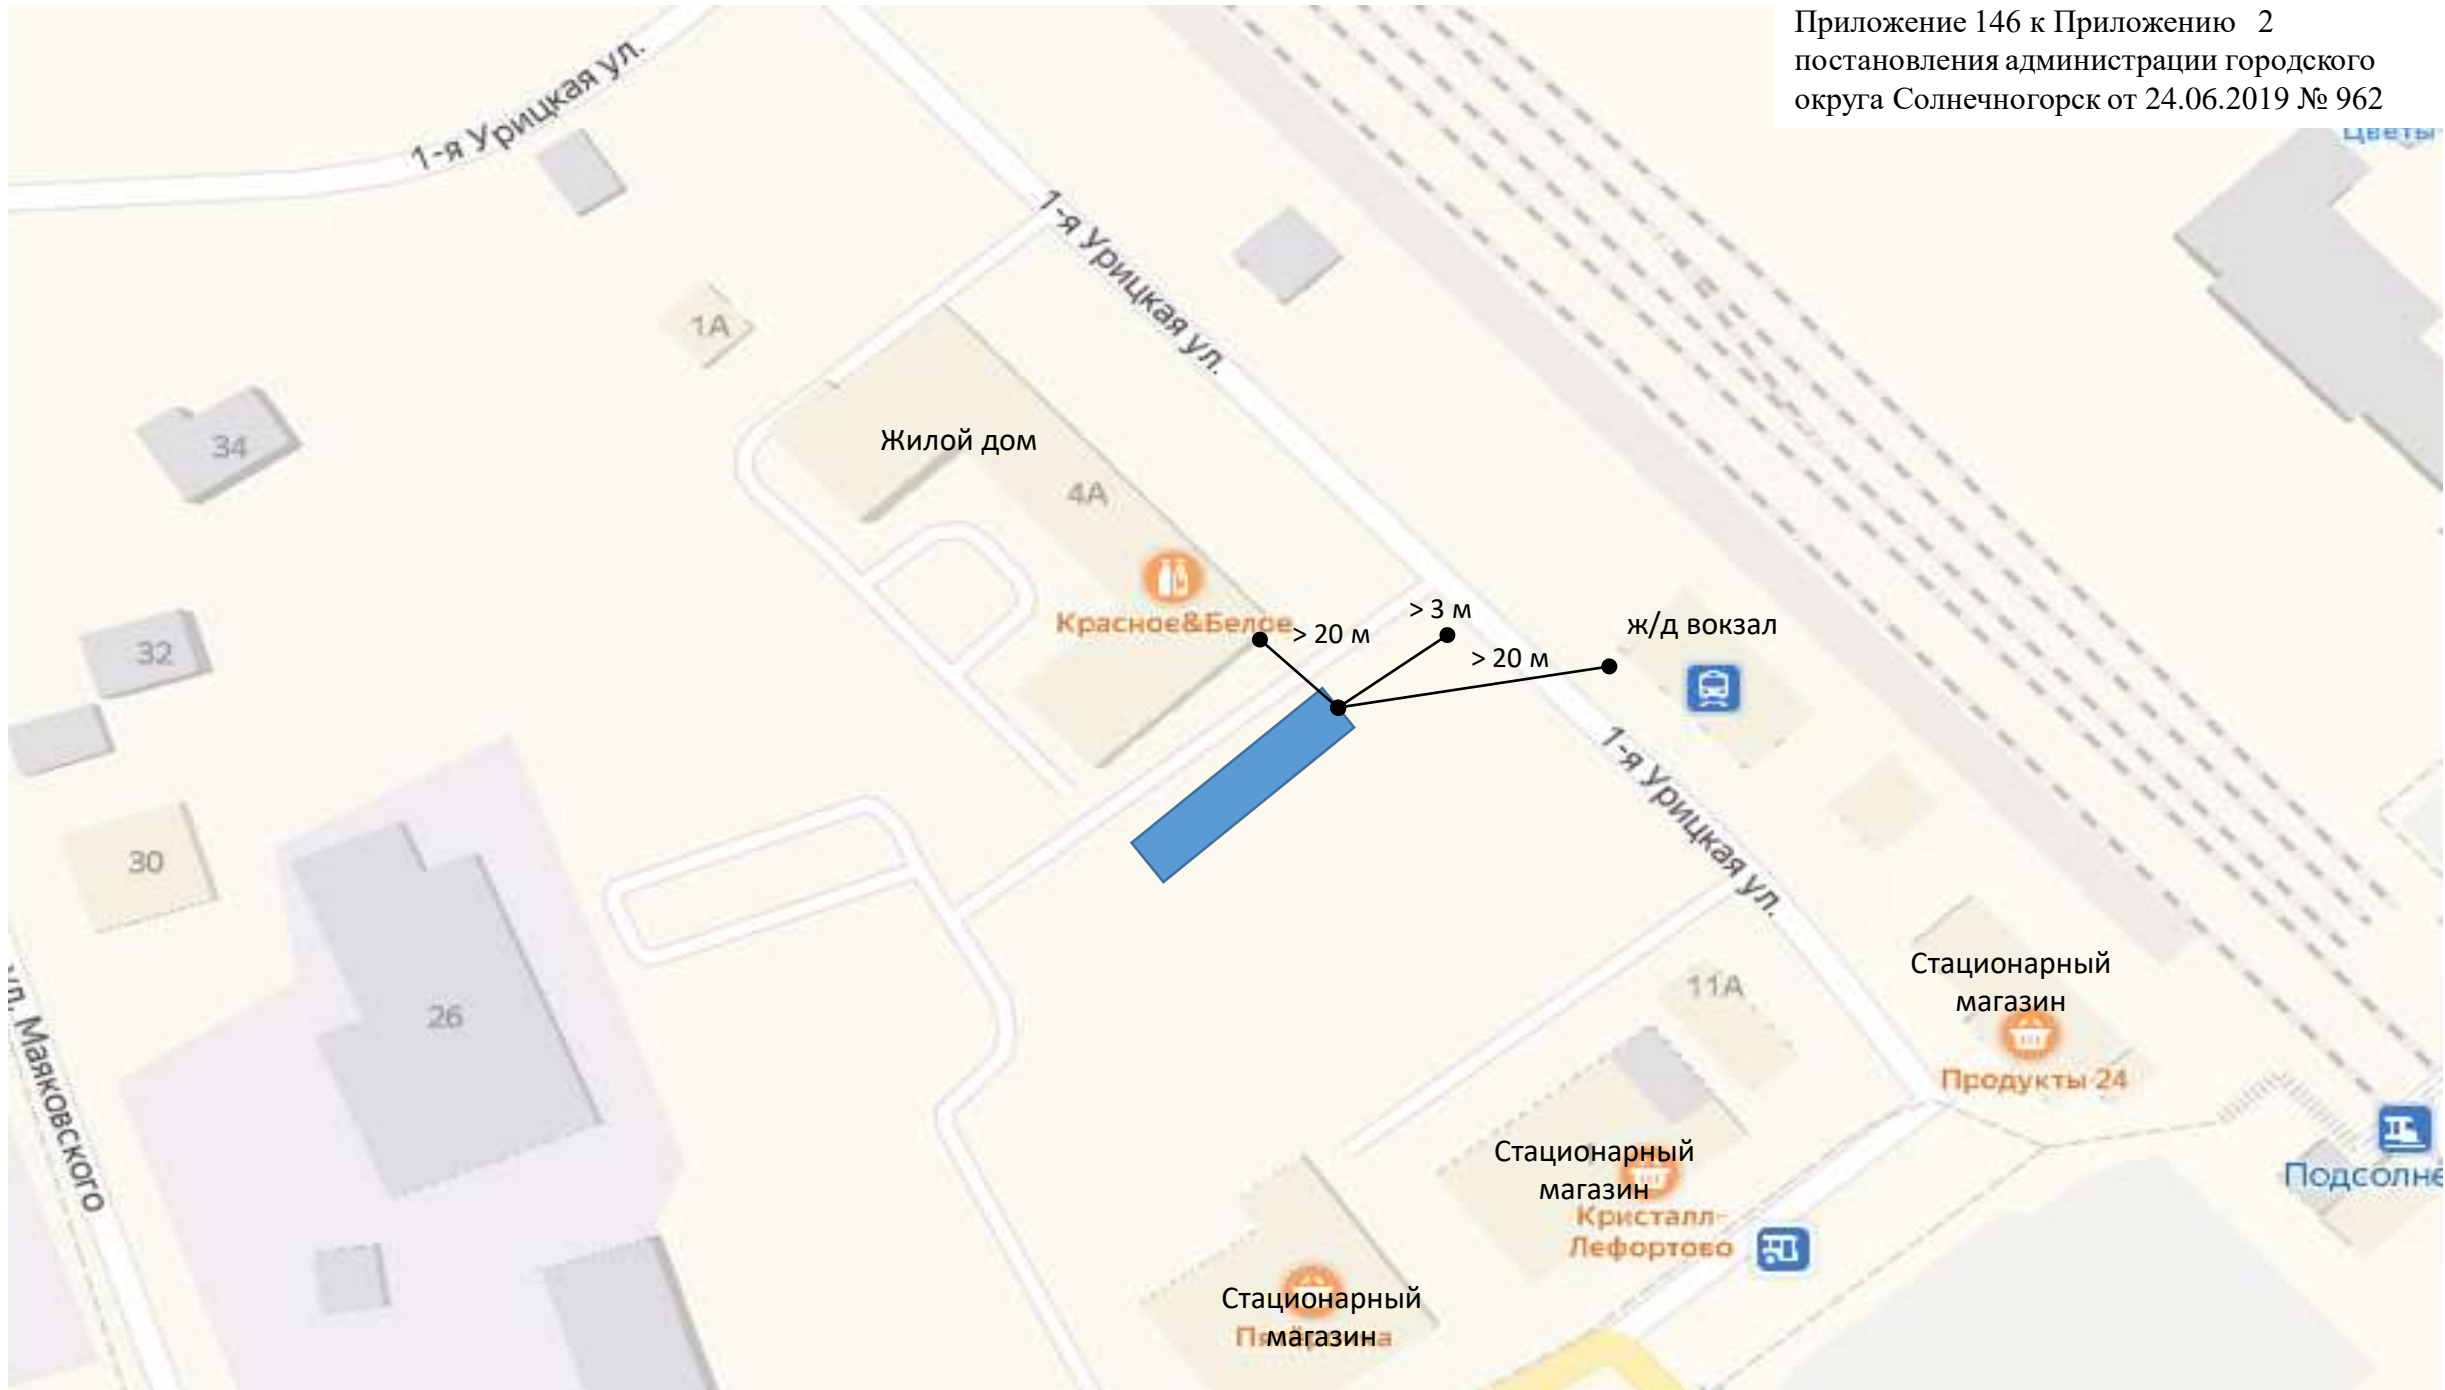 Приложение 146 к Приложению 2
постановления администрации городского
округа Солнечногорск от 24.06.2019 № 962
Цветы
1-я Урицкая ул.
1-я Урицкая ул.
1А
34
Жилой дом
4А
Красное&Белое
> 20 м
> 3 м
> 20 м
ж/д вокзал
32
1-я Урицкая ул.
30
26
ул. Маяковского
11А
Стационарный
магазин
Продукты 24
Стационарный
магазин
Кристалл-
Лефортово
Подсолне
Стационарный
магазин